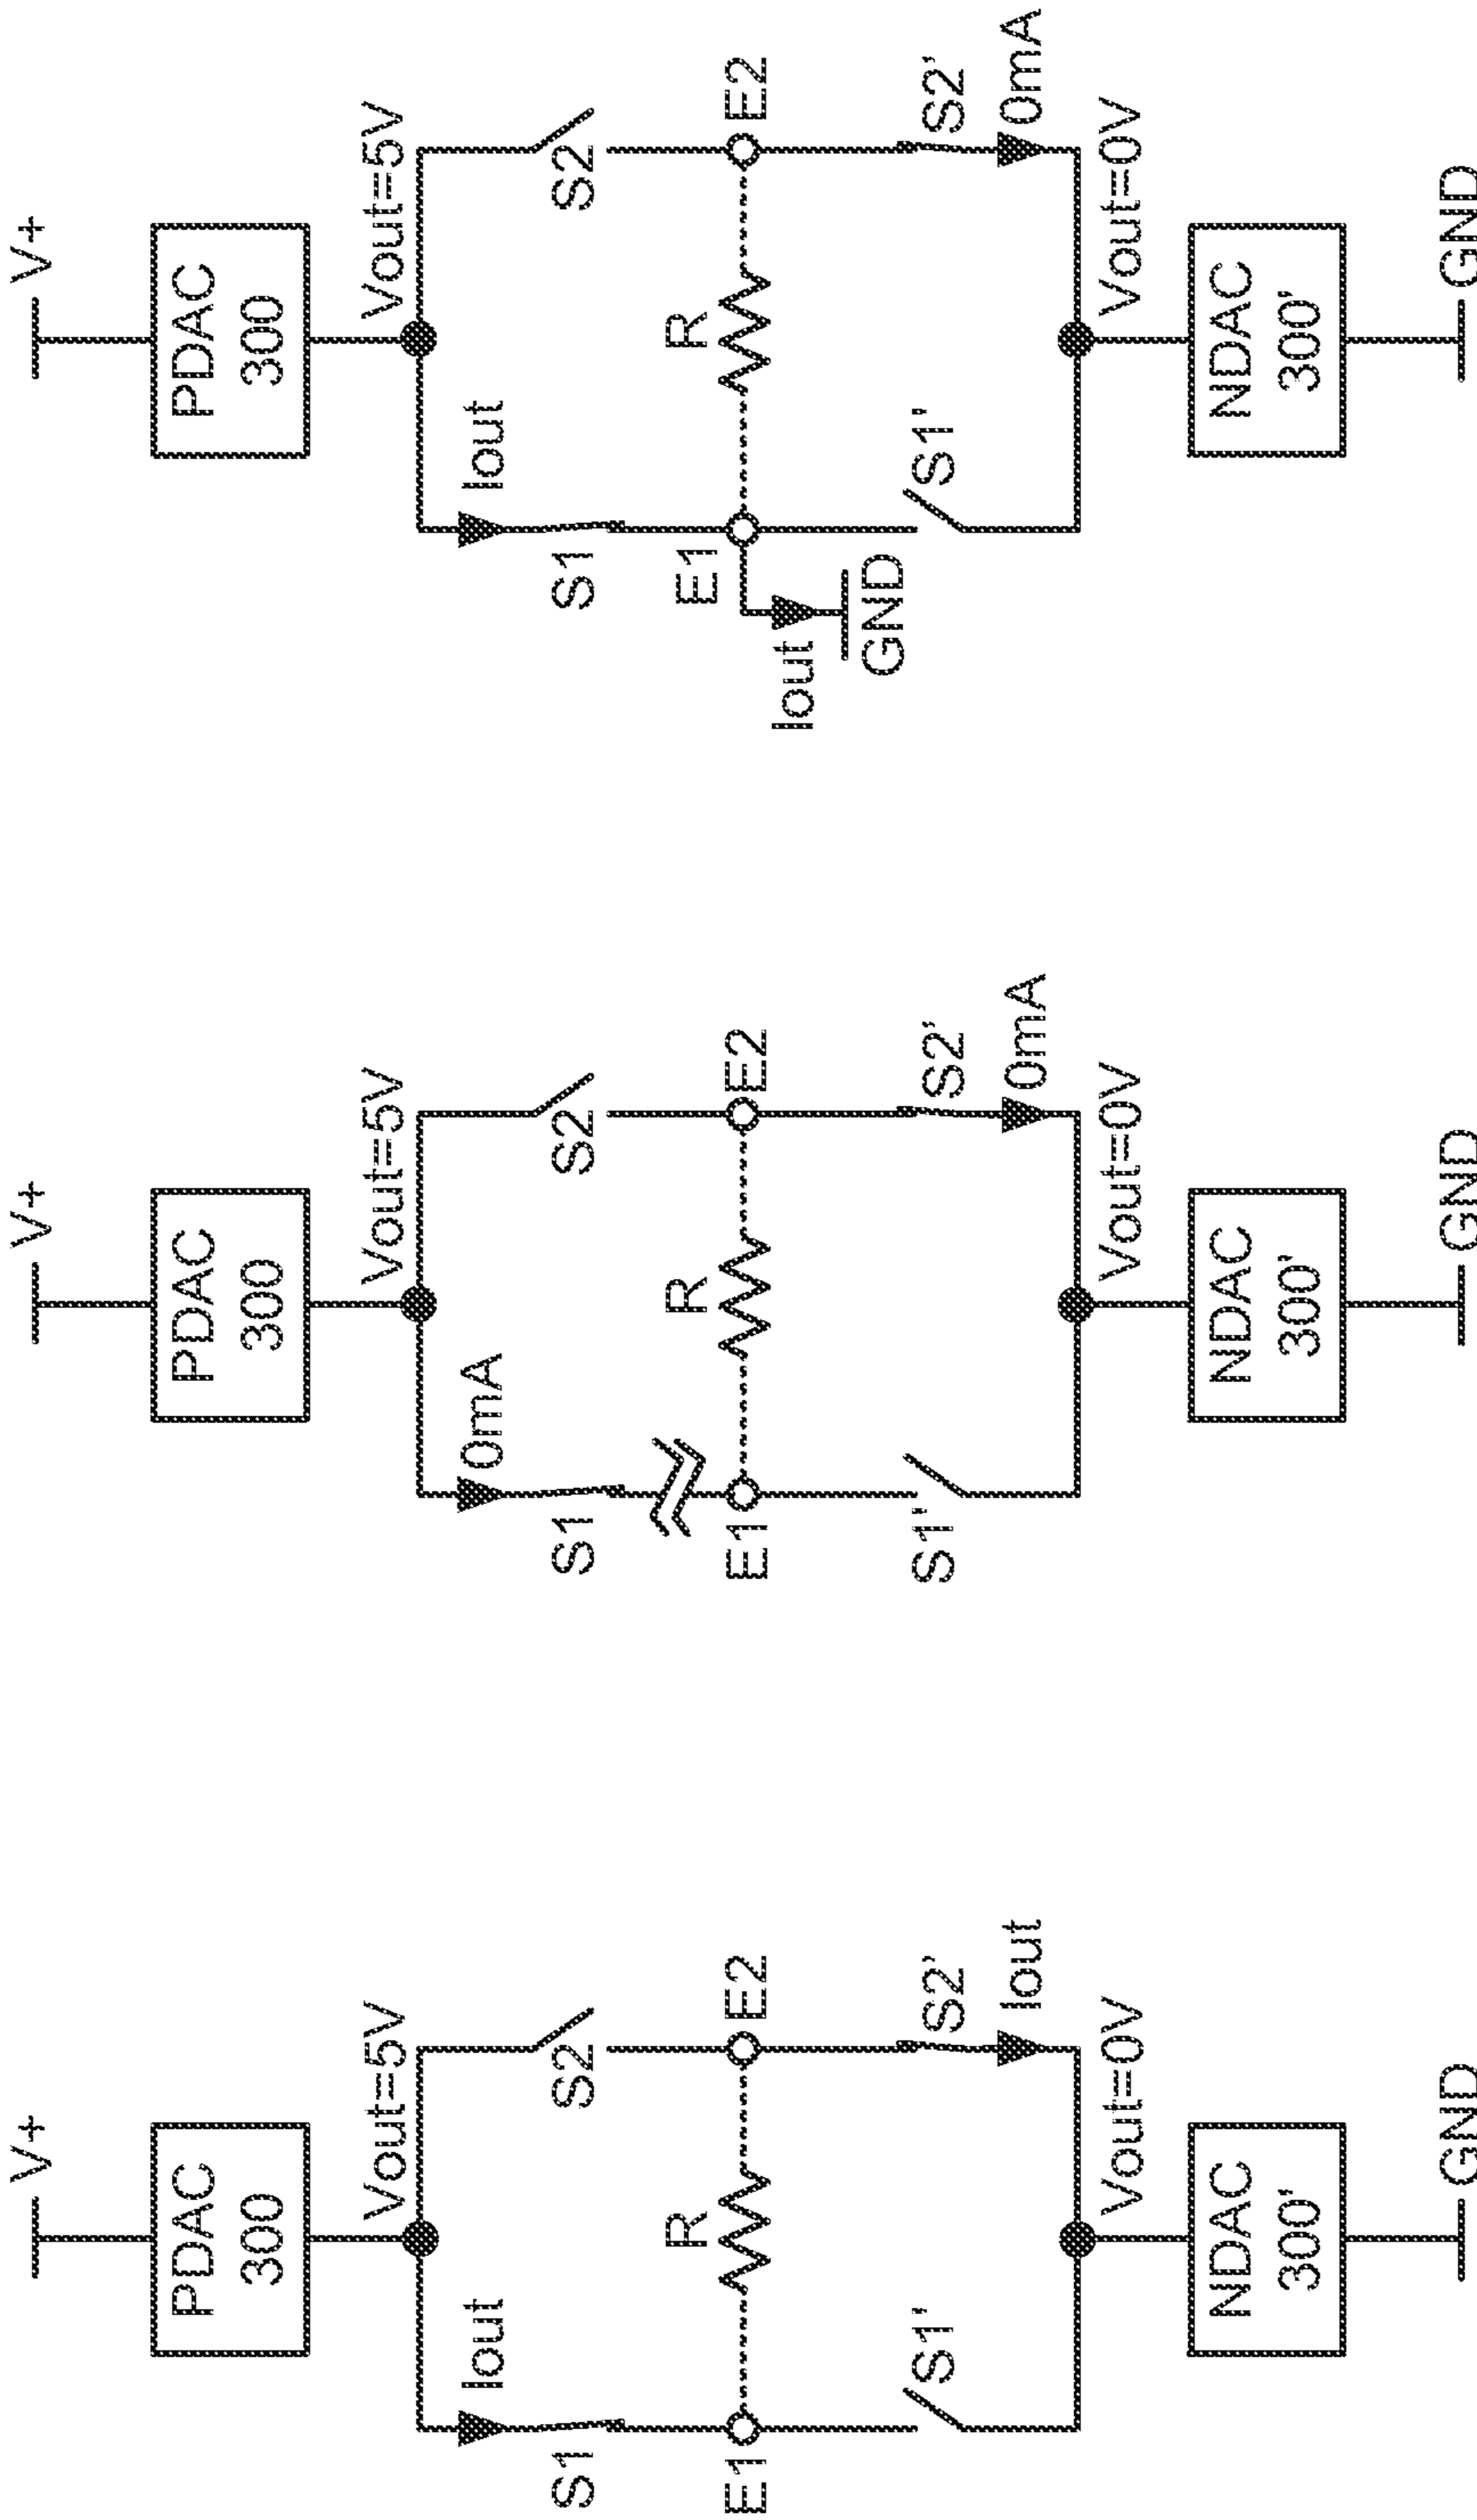 V+
PDAC
300
Vout=5V
Iout
S1
S2
R
E1
E2
S1'
S2'
Iout
Vout=0V
NDAC
300'
GND
V+
PDAC
300
Vout=5V
0mA
S1
S2
R
E1
E2
S1'
S2'
0mA
Vout=0V
NDAC
300'
GND
V+
PDAC
300
Vout=5V
Iout
S1
S2
R
E1
E2
Iout
GND
S1'
S2'
0mA
Vout=0V
NDAC
300'
GND